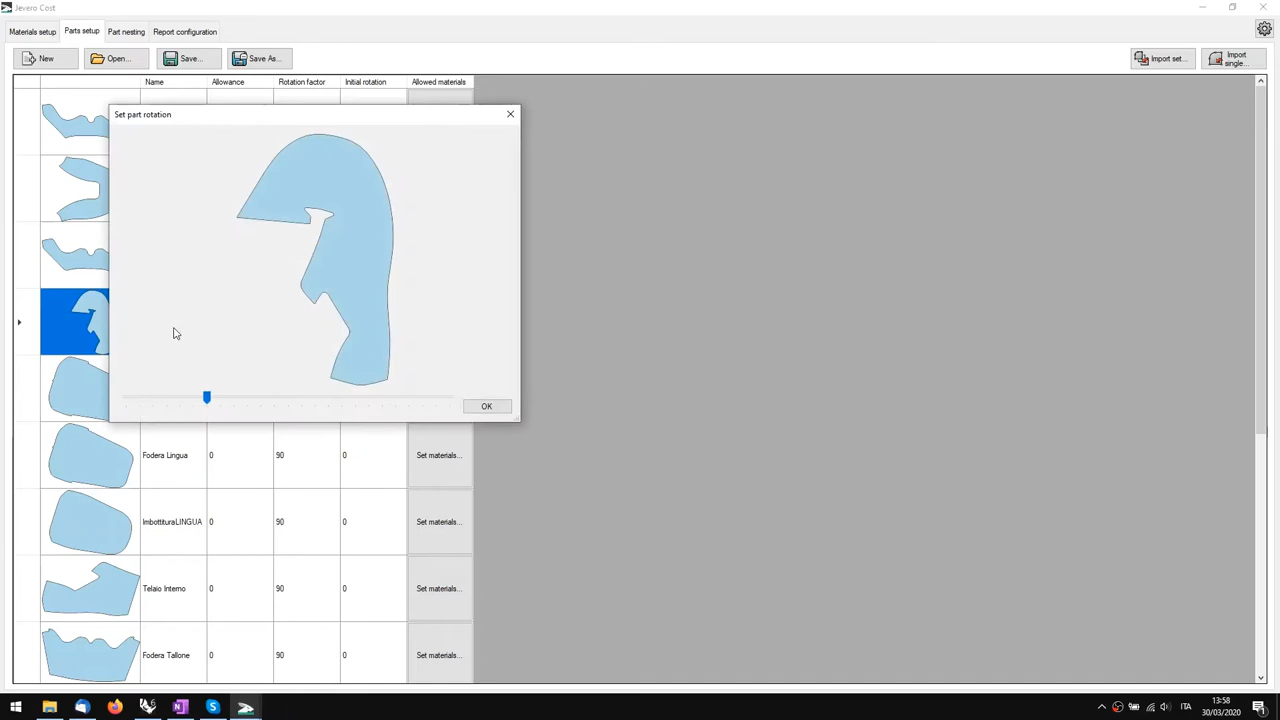 Jevero Cost
Materials setup
Parts setup
Part nesting
Report configuration
New
Open...
Save...
Save As...
Import set...
Import
single...
Name
Allowance
Rotation factor
Initial rotation
Allowed materials
Set part rotation
OK
Fodera Lingua
0
90
0
Set materials...
ImbottituraLINGUA
0
90
0
Set materials...
Telaio Interno
0
90
0
Set materials...
Fodera Tallone
0
90
0
Set materials...
ITA
13:58
30/03/2020